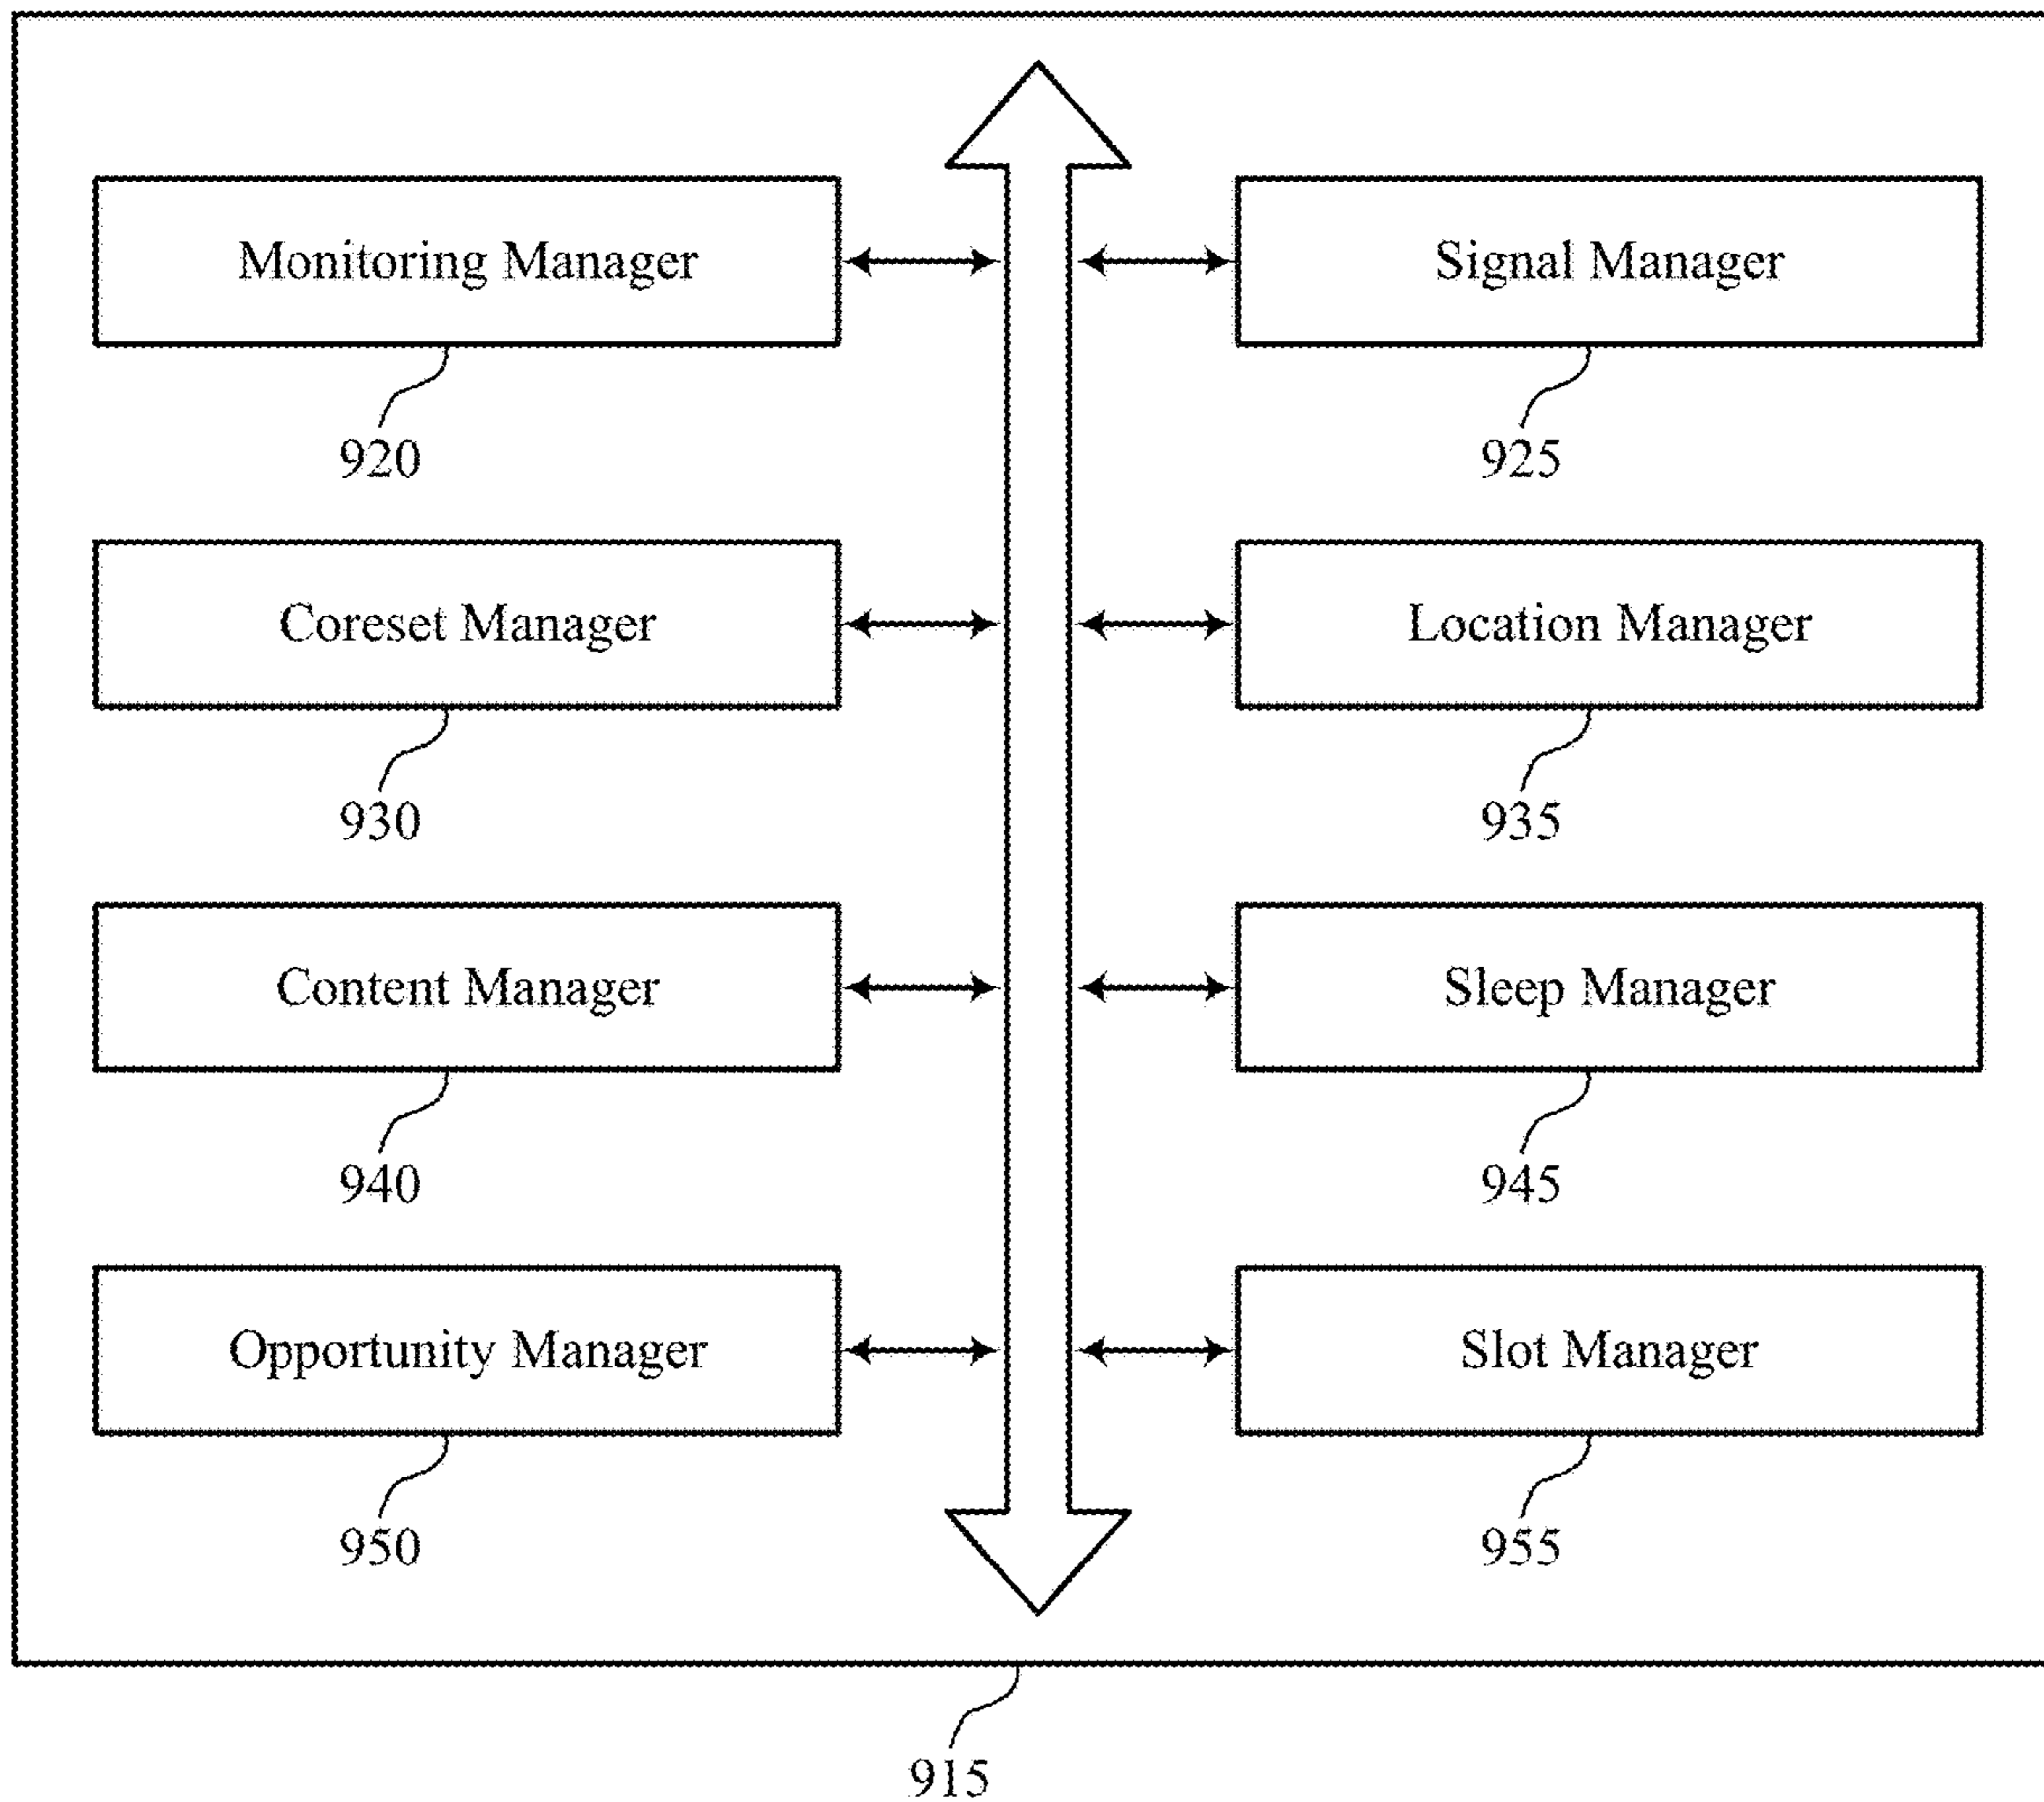 Monitoring Manager
Signal Manager
920
925
Coreset Manager
Location Manager
930
935
Content Manager
Sleep Manager
940
945
Opportunity Manager
Slot Manager
950
955
915